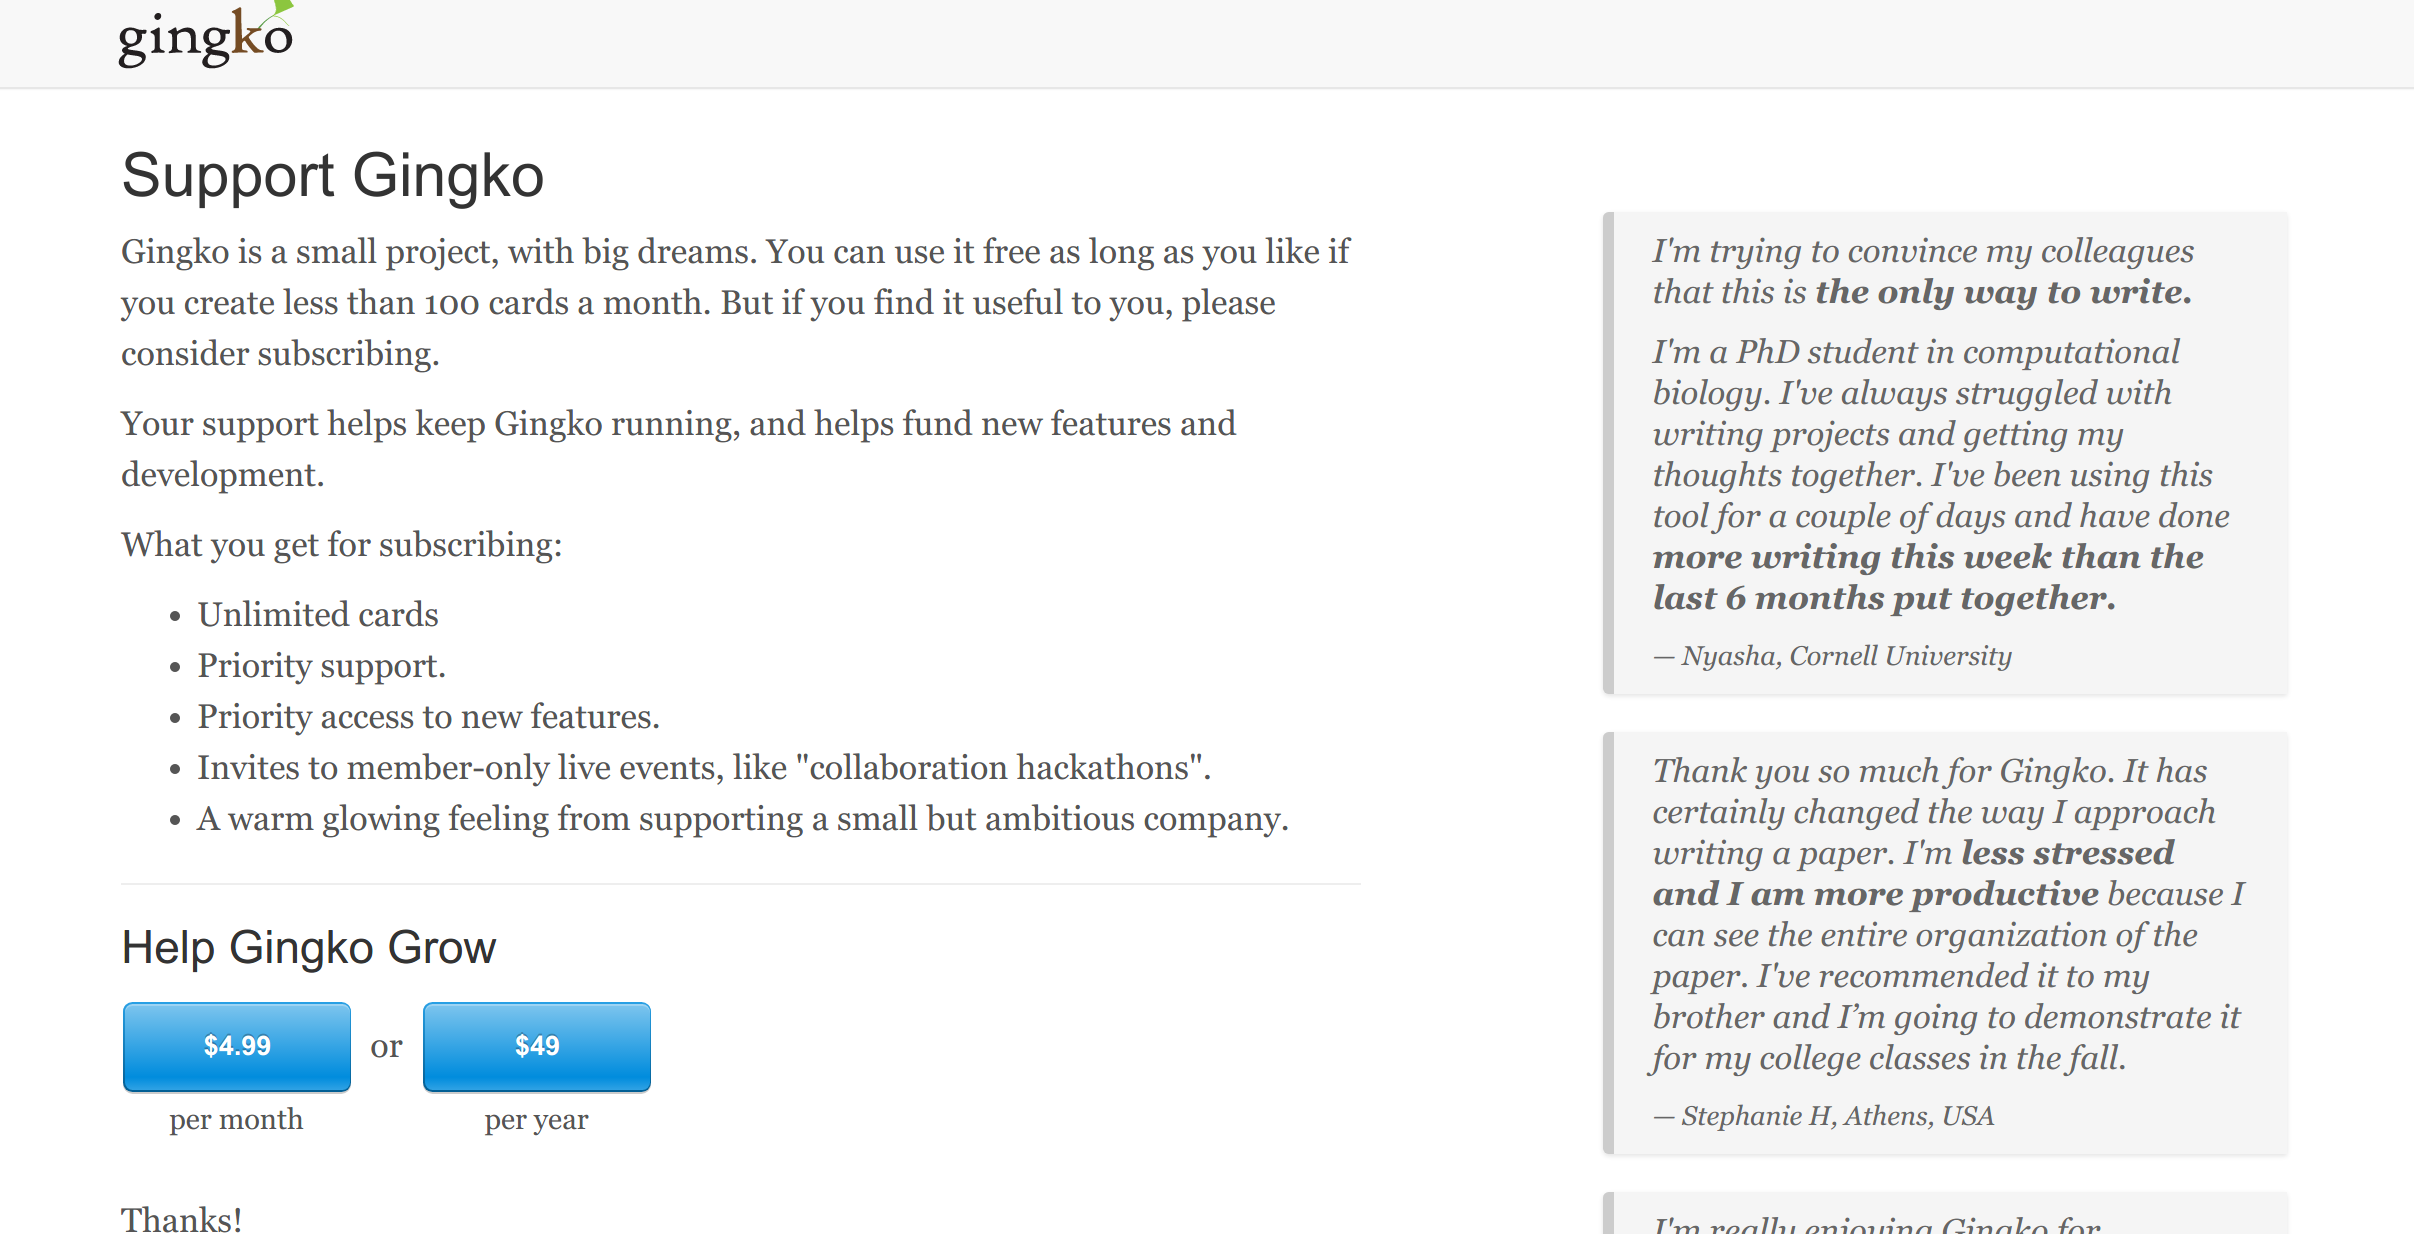 gingko
Support Gingko
Gingko is a small project, with big dreams. You can use it free as long as you like if
you create less than 100 cards a month. But if you find it useful to you, please
consider subscribing.
Your support helps keep Gingko running, and helps fund new features and
development.
What you get for subscribing:
• Unlimited cards
• Priority support.
• Priority access to new features.
• Invites to member-only live events, like "collaboration hackathons".
• A warm glowing feeling from supporting a small but ambitious company.
Help Gingko Grow
$4.99 or $49
per month per year
Thanks!
I'm trying to convince my colleagues
that this is the only way to write.
I'm a PhD student in computational
biology. I've always struggled with
writing projects and getting my
thoughts together. I've been using this
tool for a couple of days and have done
more writing this week than the
last 6 months put together.
— Nyasha, Cornell University
Thank you so much for Gingko. It has
certainly changed the way I approach
writing a paper. I'm less stressed
and I am more productive because I
can see the entire organization of the
paper. I've recommended it to my
brother and I’m going to demonstrate it
for my college classes in the fall.
— Stephanie H, Athens, USA
I'm really enjoying Gingko for